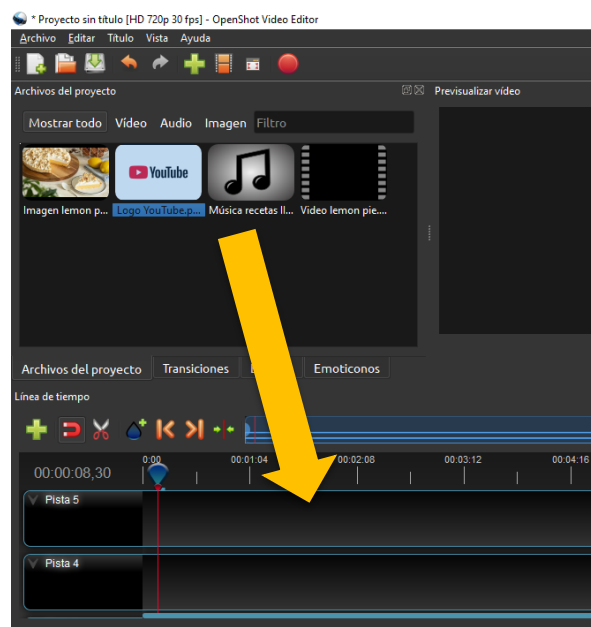 * Proyecto sin título [HD 720p 30 fps] - OpenShot Video Editor
Archivo Editar Título Vista Ayuda
Archivos del proyecto Previsualizar vídeo
Mostrar todo Vídeo Audio Imagen Filtro
YouTube
Imagen lemon p... Logo YouTube.p... Música recetas ll... Video lemon pie....
Archivos del proyecto Transiciones Emoticonos
Línea de tiempo
0:00 00:01:04 00:02:08 00:03:12 00:04:16
00:00:08,30
Pista 5
Pista 4